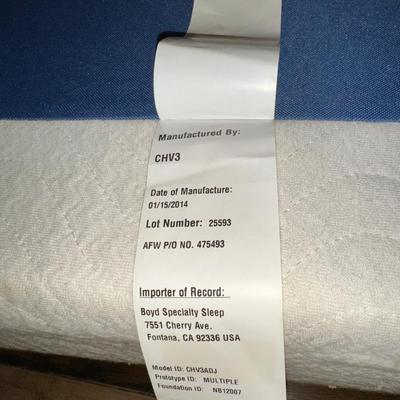 Manufactured By:
CHV3
Date of Manufacture:
01/15/2014
Lot Number: 25593
AFW P/O NO. 475493
Importer of Record:
Boyd Specialty Sleep
7551 Cherry Ave.
Fontana, CA 92336 USA
Model ID: CHV3ADJ
Prototype ID: MULTIPLE
Foundation ID: NB12007